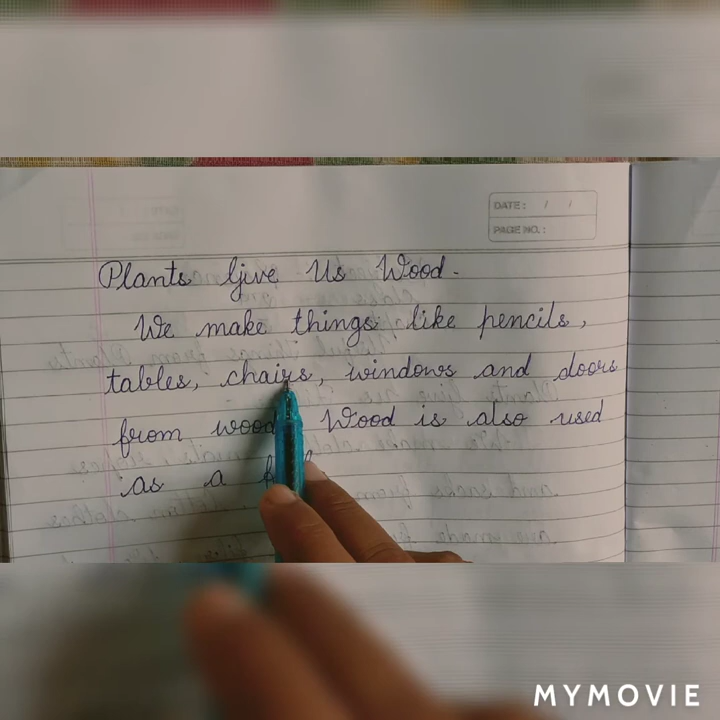 DATE: / /
PAGE NO.:
Plants Give Us Wood.
We make things like pencils,
tables, chairs, windows and doors
from wood Wood is also used
as a
MYMOVIE